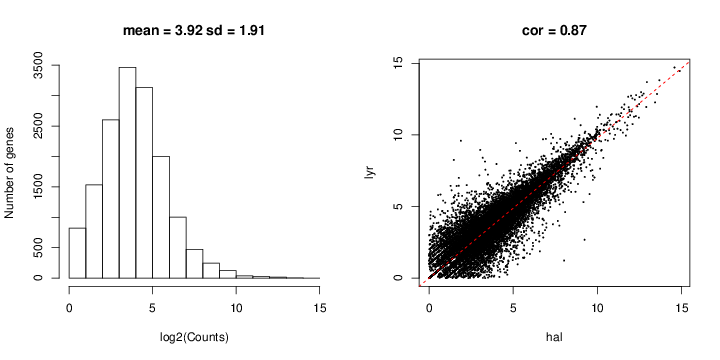 mean = 3.92 sd = 1.91
Number of genes
3500
2500
1500
500
0
0 5 10 15
log2(Counts)
cor = 0.87
lyr
15
10
5
0
0 5 10 15
hal